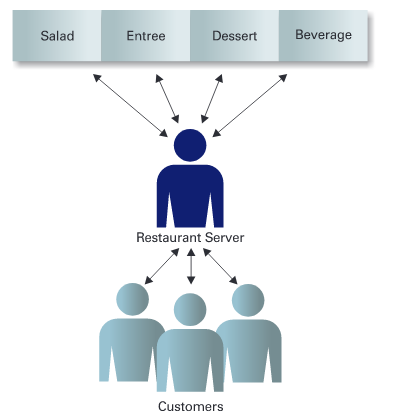 Salad Entree Dessert Beverage
Restaurant Server
Customers